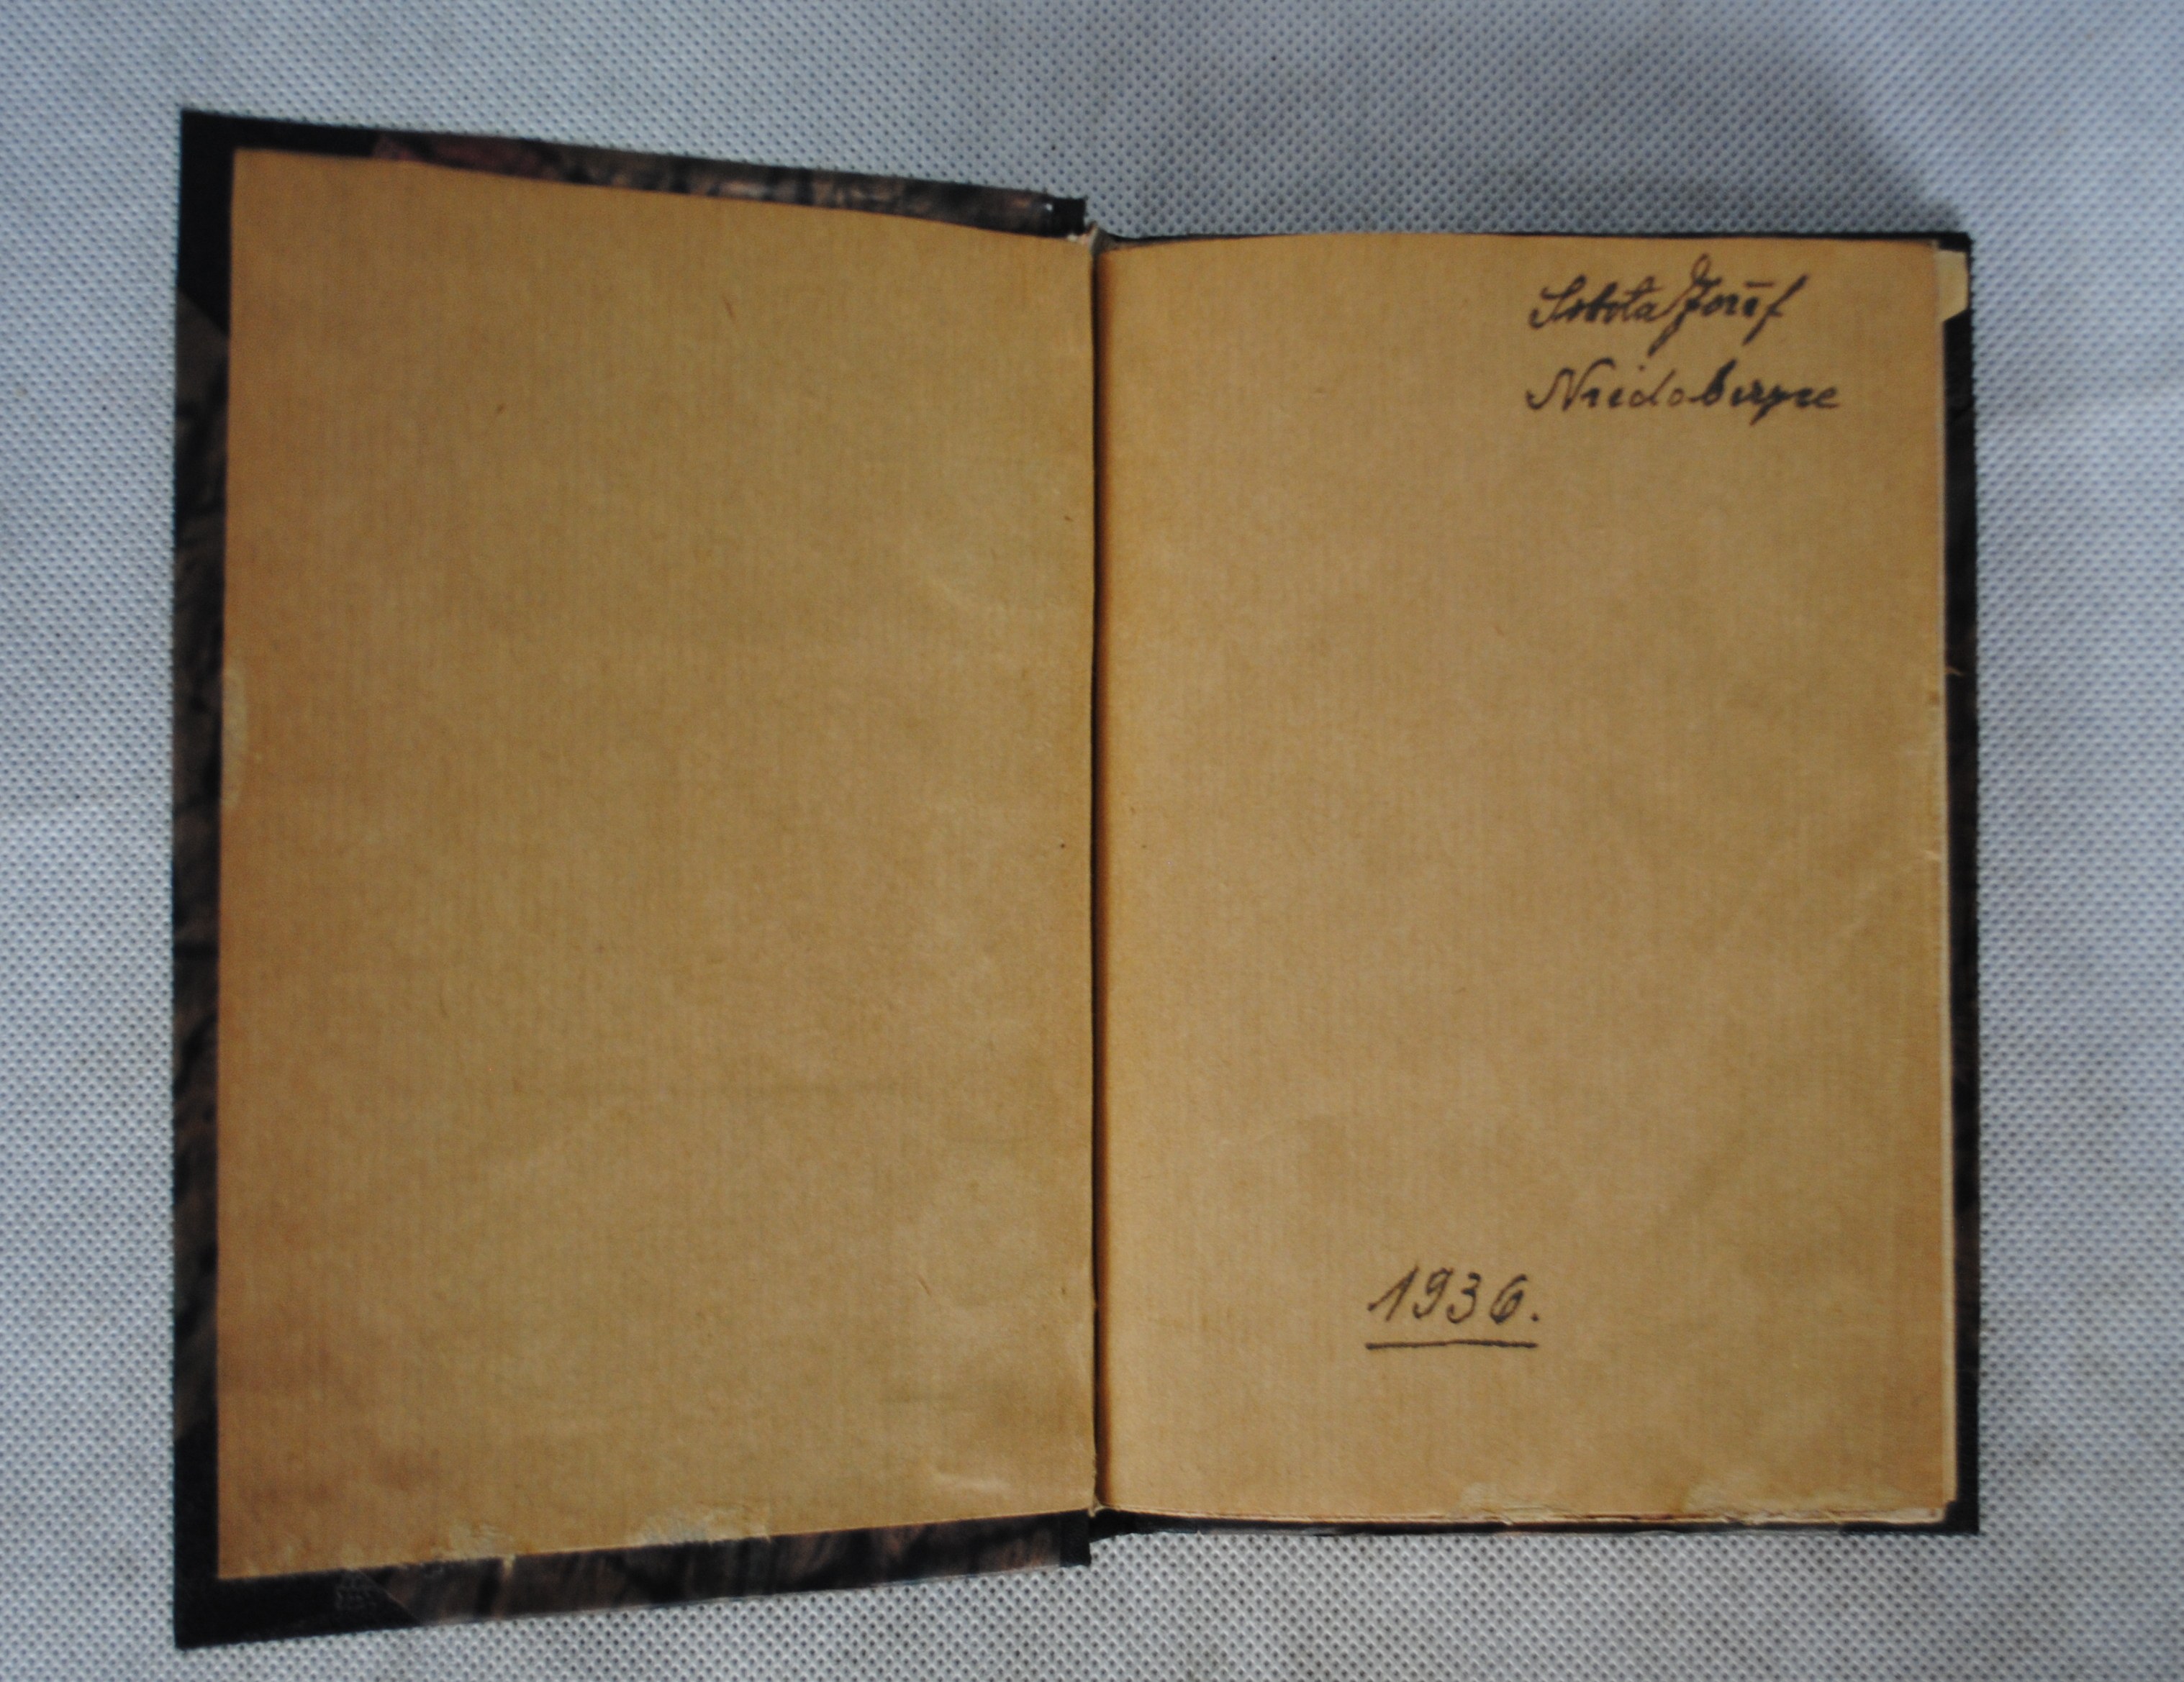 Sobota Józef
Niedobczyce
1936.